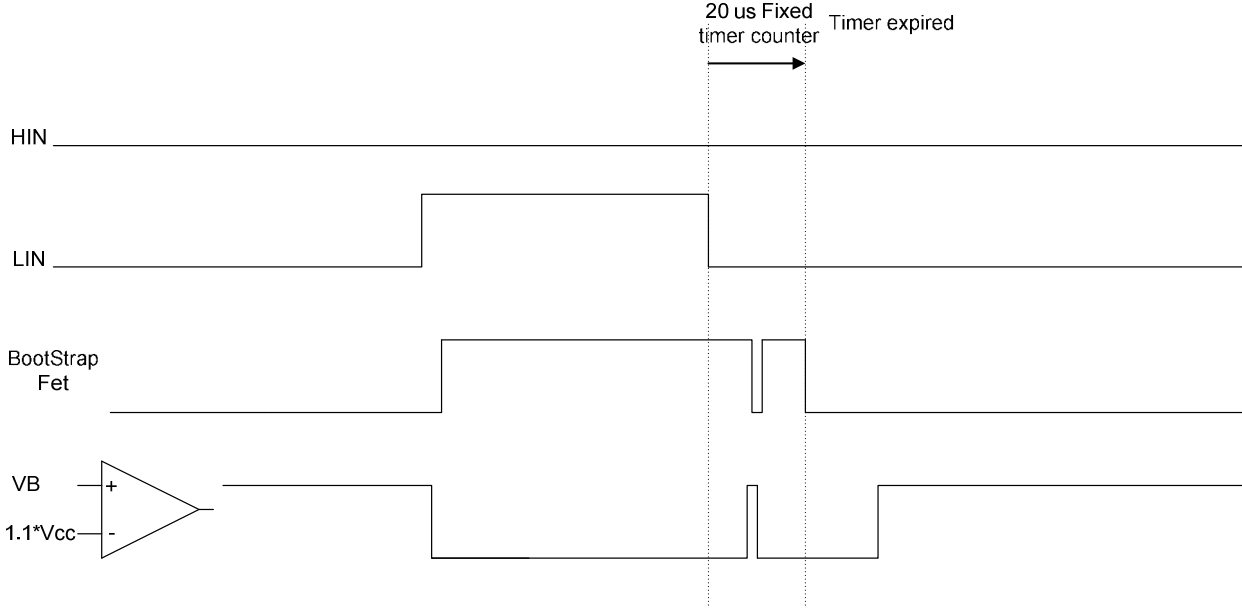 20 us Fixed
timer counter
Timer expired
HIN
LIN
BootStrap
Fet
VB
+
1.1*Vcc
-